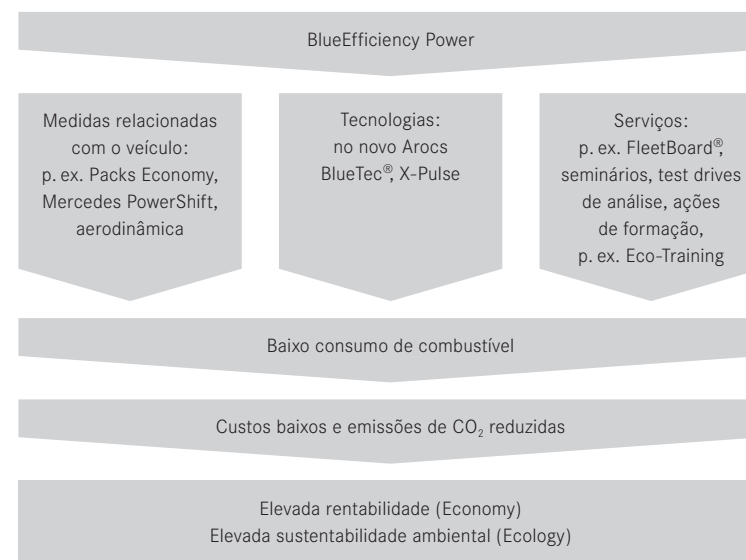 BlueEfficiency Power
Medidas relacionadas
com o veículo:
p. ex. Packs Economy,
Mercedes PowerShift,
aerodinâmica
Tecnologias:
no novo Arocs
BlueTec®, X-Pulse
Serviços:
p. ex. FleetBoard®,
seminários, test drives
de análise, ações
de formação,
p. ex. Eco-Training
Baixo consumo de combustível
Custos baixos e emissões de CO₂ reduzidas
Elevada rentabilidade (Economy)
Elevada sustentabilidade ambiental (Ecology)